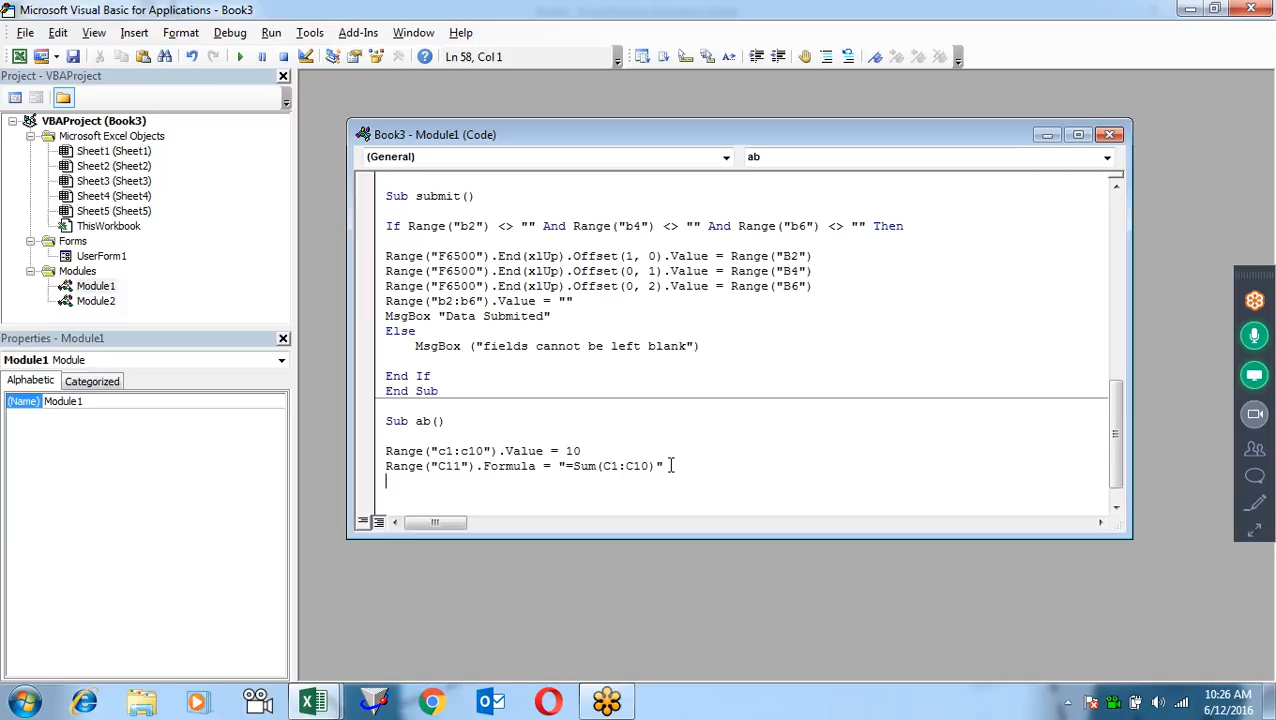 Microsoft Visual Basic for Applications - Book3
File Edit View Insert Format Debug Run Tools Add-Ins Window Help
Ln 58, Col 1
Project - VBAProject
VBAProject (Book3)
Microsoft Excel Objects
Sheet1 (Sheet1)
Sheet2 (Sheet2)
Sheet3 (Sheet3)
Sheet4 (Sheet4)
Sheet5 (Sheet5)
ThisWorkbook
Forms
UserForm1
Modules
Module1
Module2
Properties - Module1
Module1 Module
Alphabetic Categorized
(Name) Module1
Book3 - Module1 (Code)
(General) ab
Sub submit()
If Range("b2") <> "" And Range("b4") <> "" And Range("b6") <> "" Then
Range("F6500").End(xlUp).Offset(1, 0).Value = Range("B2")
Range("F6500").End(xlUp).Offset(0, 1).Value = Range("B4")
Range("F6500").End(xlUp).Offset(0, 2).Value = Range("B6")
Range("b2:b6").Value = ""
MsgBox "Data Submited"
Else
MsgBox ("fields cannot be left blank")
End If
End Sub
Sub ab()
Range("c1:c10").Value = 10
Range("C11").Formula = "=Sum(C1:C10)"
10:26 AM
6/12/2016